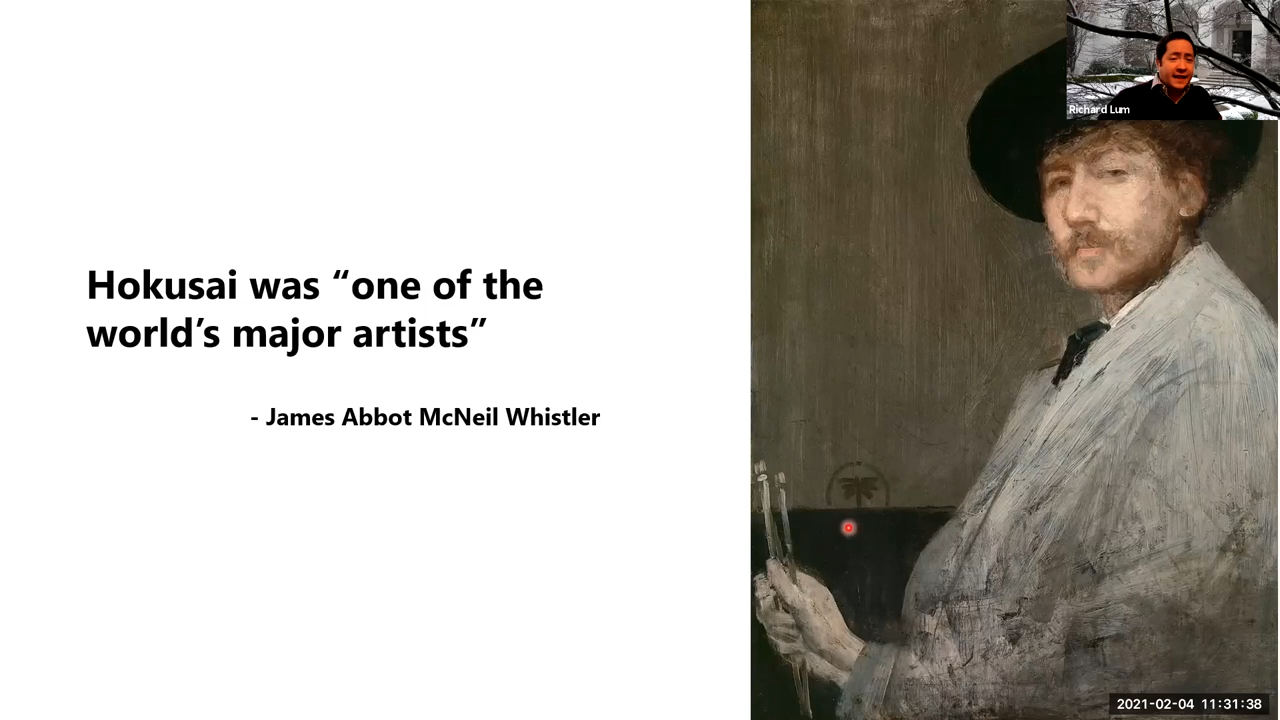 Richard Lum
Hokusai was “one of the
world’s major artists”
- James Abbot McNeil Whistler
2021-02-04 11:31:38